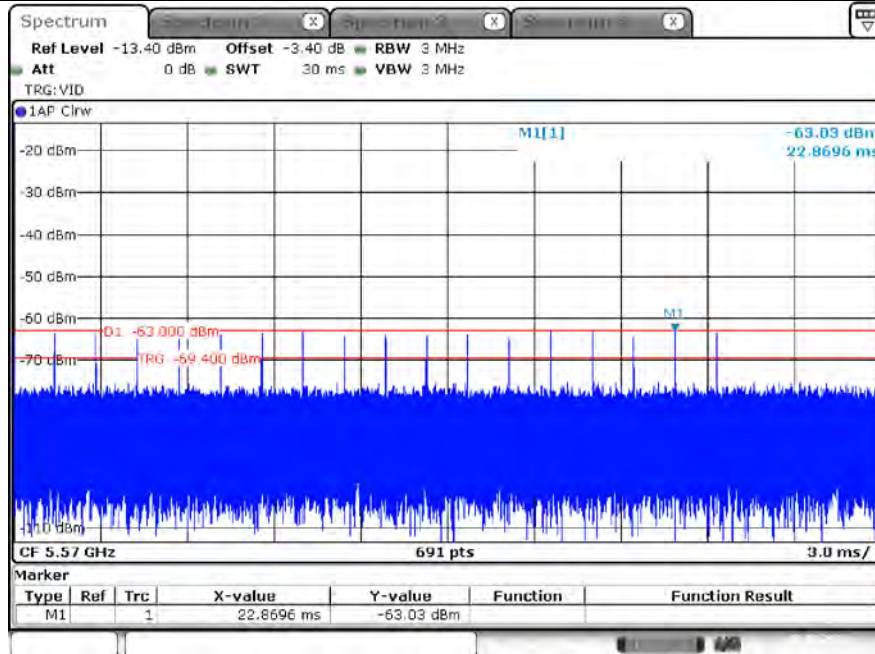 Spectrum
X
X
X
Ref Level -13.40 dBm Offset -3.40 dB RBW 3 MHz
Att 0 dB SWT 30 ms VBW 3 MHz
TRG:VID
1AP Clrw
M1[1] -63.03 dBm
22.8696 ms
-20 dBm
-30 dBm
-40 dBm
-50 dBm
-60 dBm
M1
D1 -63.000 dBm
-70 dBm
TRG -69.400 dBm
-110 dBm
CF 5.57 GHz 691 pts 3.0 ms/
Marker
Type Ref Trc X-value Y-value Function Function Result
M1 1 22.8696 ms -63.03 dBm